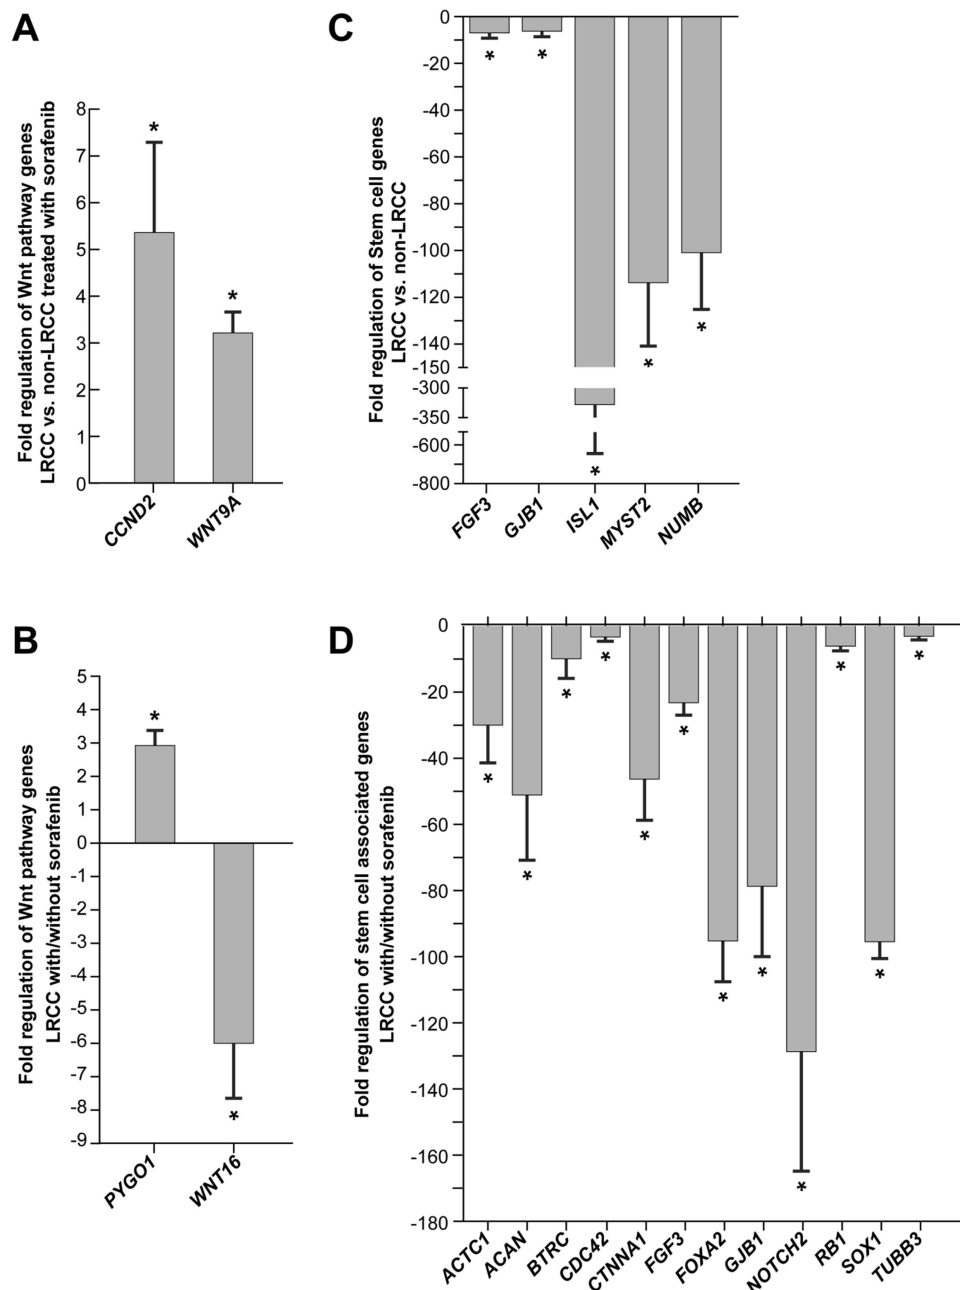 A
Fold regulation of Wnt pathway genes
LRCC vs. non-LRCC treated with sorafenib
8
7
6
5
4
3
2
1
0
*
*
CCND2
WNT9A
C
Fold regulation of Stem cell genes
LRCC vs. non-LRCC
0
-20
-40
-60
-80
-100
-120
-140
-150
-300
-350
-600
-800
*
*
*
*
*
FGF3
GJB1
ISL1
MYST2
NUMB
B
Fold regulation of Wnt pathway genes
LRCC with/without sorafenib
5
4
3
2
1
0
-1
-2
-3
-4
-5
-6
-7
-8
-9
*
*
PYGO1
WNT16
D
Fold regulation of stem cell associated genes
LRCC with/without sorafenib
0
-20
-40
-60
-80
-100
-120
-140
-160
-180
*
*
*
*
*
*
*
*
*
*
*
*
ACTC1
ACAN
BTRC
CDC42
CTNNA1
FGF3
FOXA2
GJB1
NOTCH2
RB1
SOX1
TUBB3